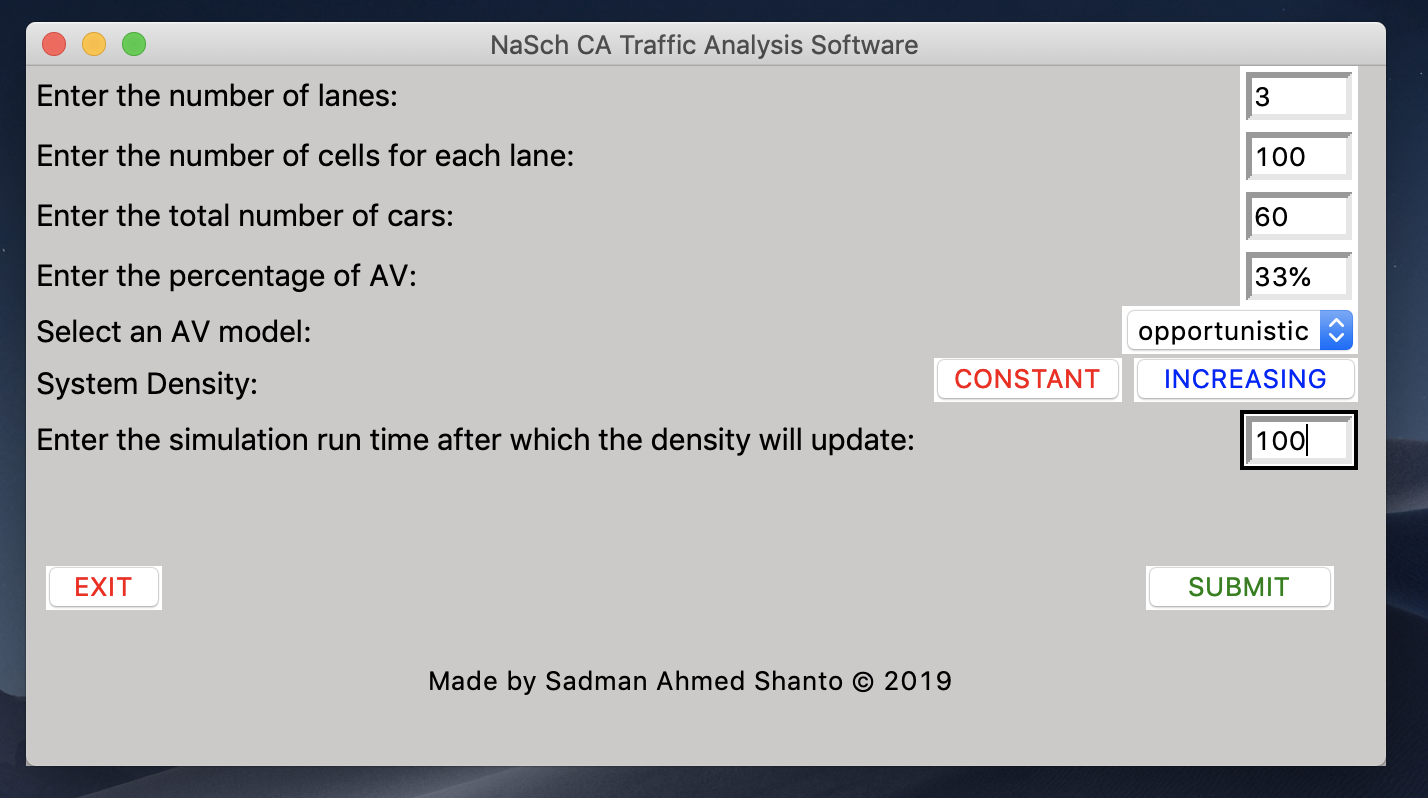 NaSch CA Traffic Analysis Software
Enter the number of lanes: 3
Enter the number of cells for each lane: 100
Enter the total number of cars: 60
Enter the percentage of AV: 33%
Select an AV model: opportunistic
System Density: CONSTANT INCREASING
Enter the simulation run time after which the density will update: 100
EXIT SUBMIT
Made by Sadman Ahmed Shanto © 2019